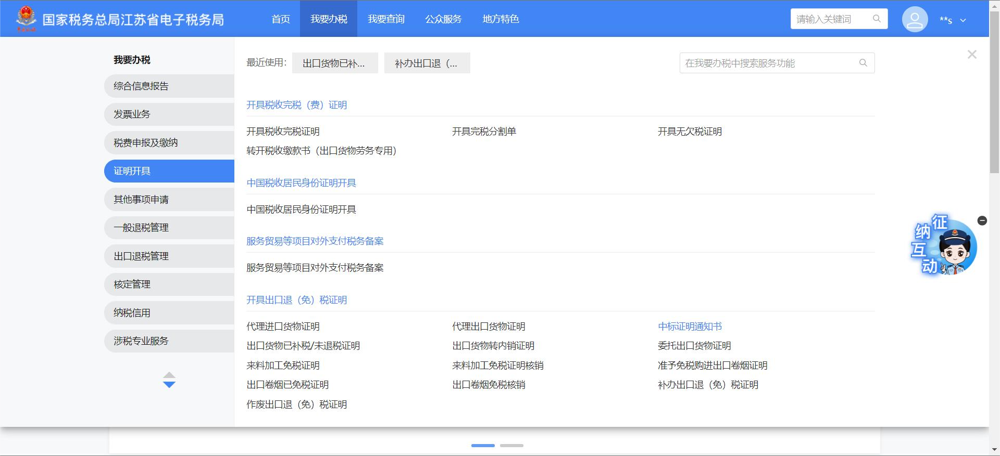 国家税务总局江苏省电子税务局
首页
我要办税
我要查询
公众服务
地方特色
请输入关键词
**s
我要办税
综合信息报告
发票业务
税费申报及缴纳
证明开具
其他事项申请
一般退税管理
出口退税管理
核定管理
纳税信用
涉税专业服务
最近使用：
出口货物已补...
补办出口退（...
在我要办税中搜索服务功能
开具税收完税（费）证明
开具税收完税证明
开具完税分割单
开具无欠税证明
转开税收缴款书（出口货物劳务专用）
中国税收居民身份证明开具
中国税收居民身份证明开具
服务贸易等项目对外支付税务备案
服务贸易等项目对外支付税务备案
开具出口退（免）税证明
代理进口货物证明
代理出口货物证明
中标证明通知书
出口货物已补税/未退税证明
出口货物转内销证明
委托出口货物证明
来料加工免税证明
来料加工免税证明核销
准予免税购进出口卷烟证明
出口卷烟已免税证明
出口卷烟免税核销
补办出口退（免）税证明
作废出口退（免）税证明
征纳互动